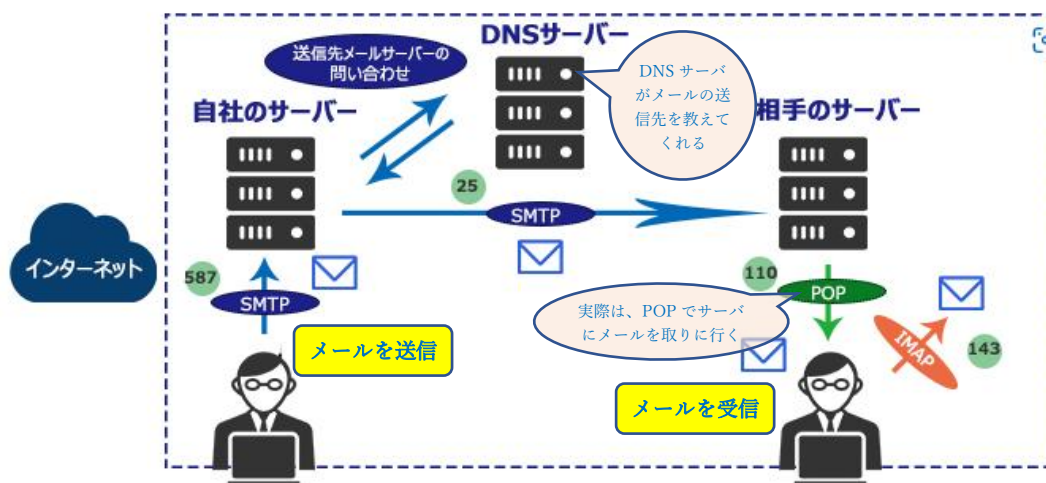 DNSサーバー
送信先メールサーバーの
問い合わせ
DNS サーバ
がメールの送
信先を教えて
くれる
自社のサーバー
相手のサーバー
25
SMTP
インターネット
587
SMTP
110
POP
実際は、POP でサーバ
にメールを取りに行く
メールを送信
IMAP
143
メールを受信